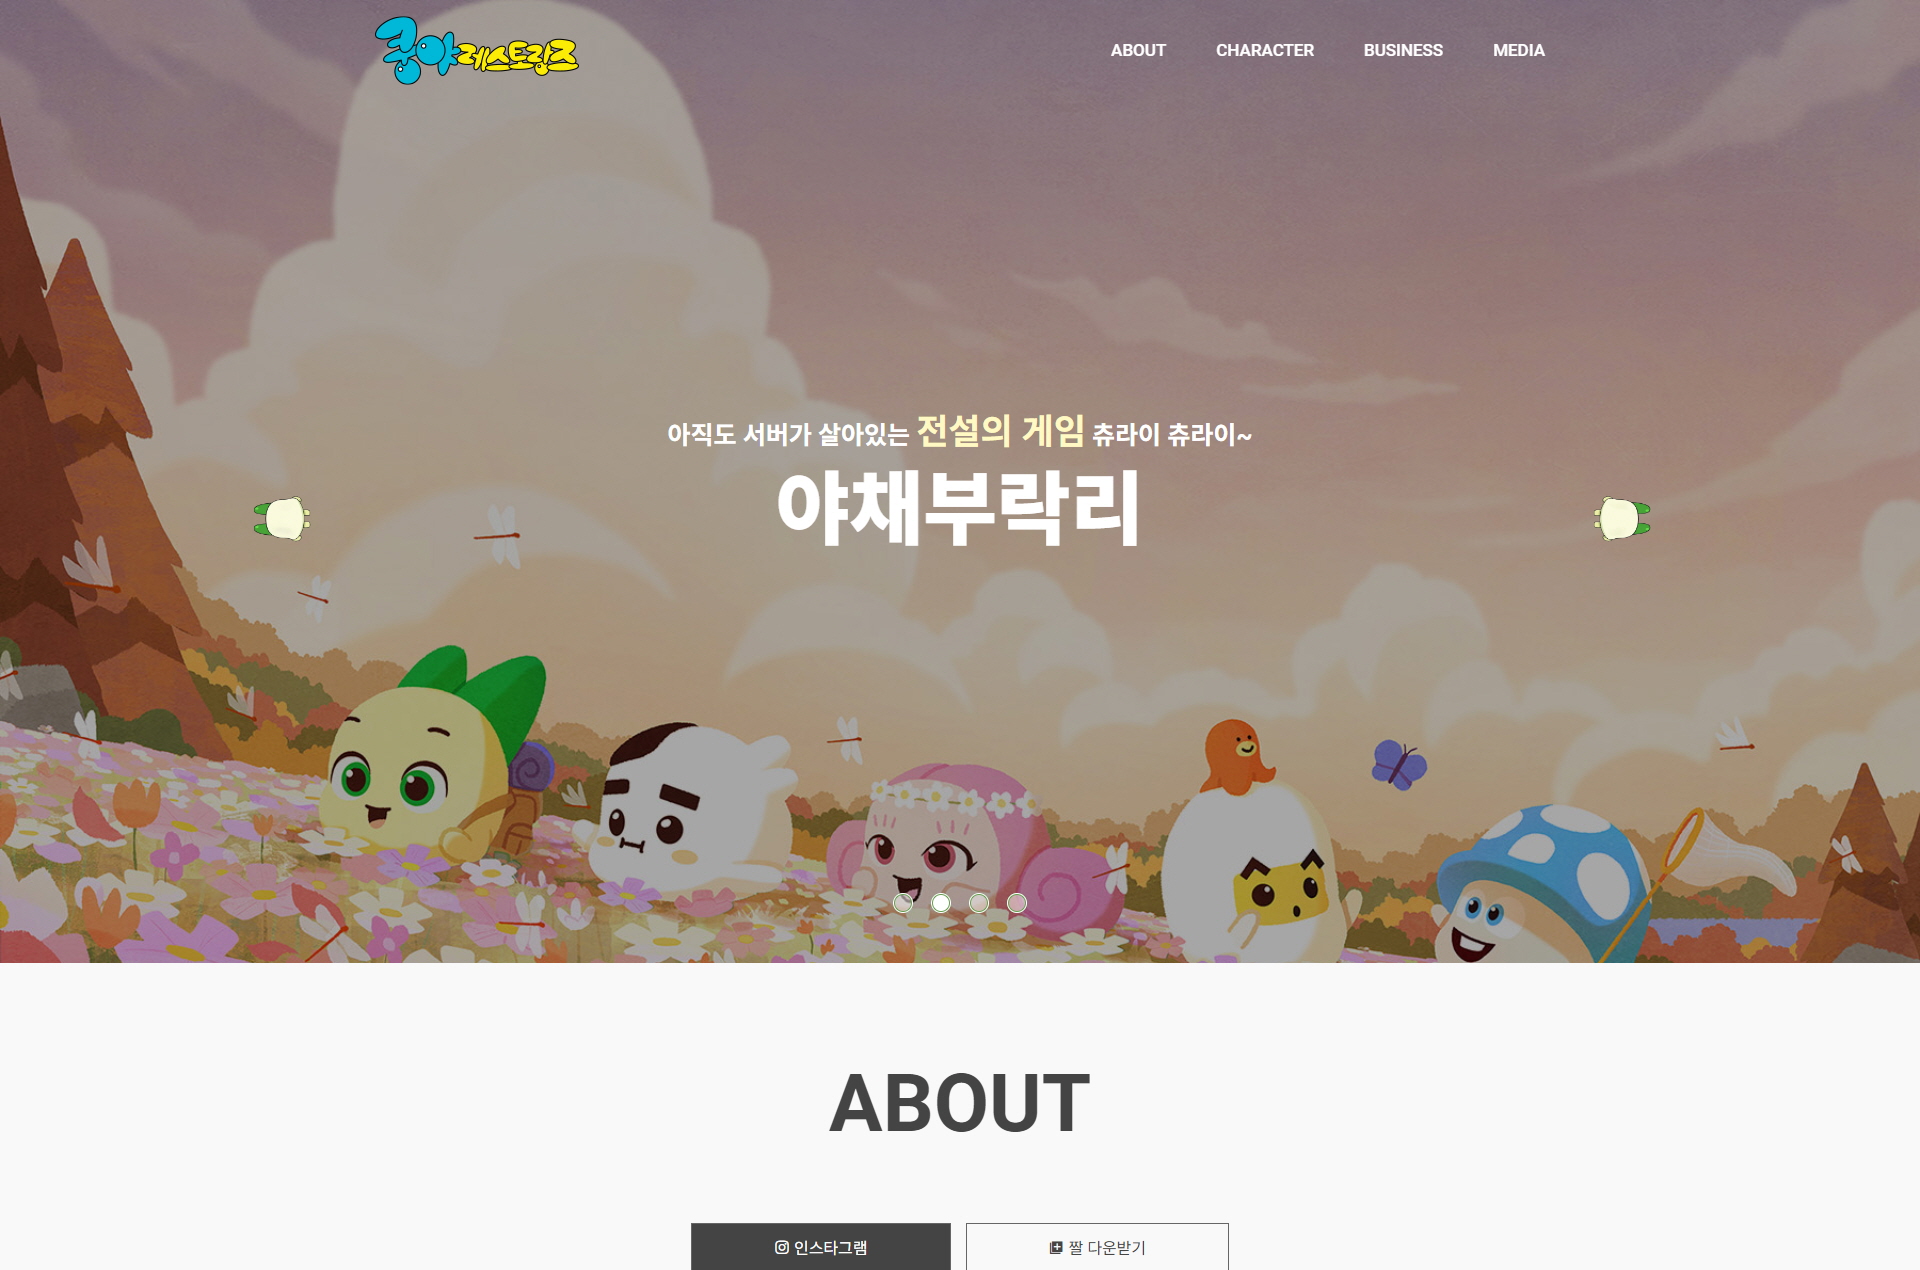 쿵야레스토랑즈
ABOUT CHARACTER BUSINESS MEDIA
아직도 서버가 살아있는 전설의 게임 츄라이 츄라이~
야채부락리
ABOUT
인스타그램
짤 다운받기